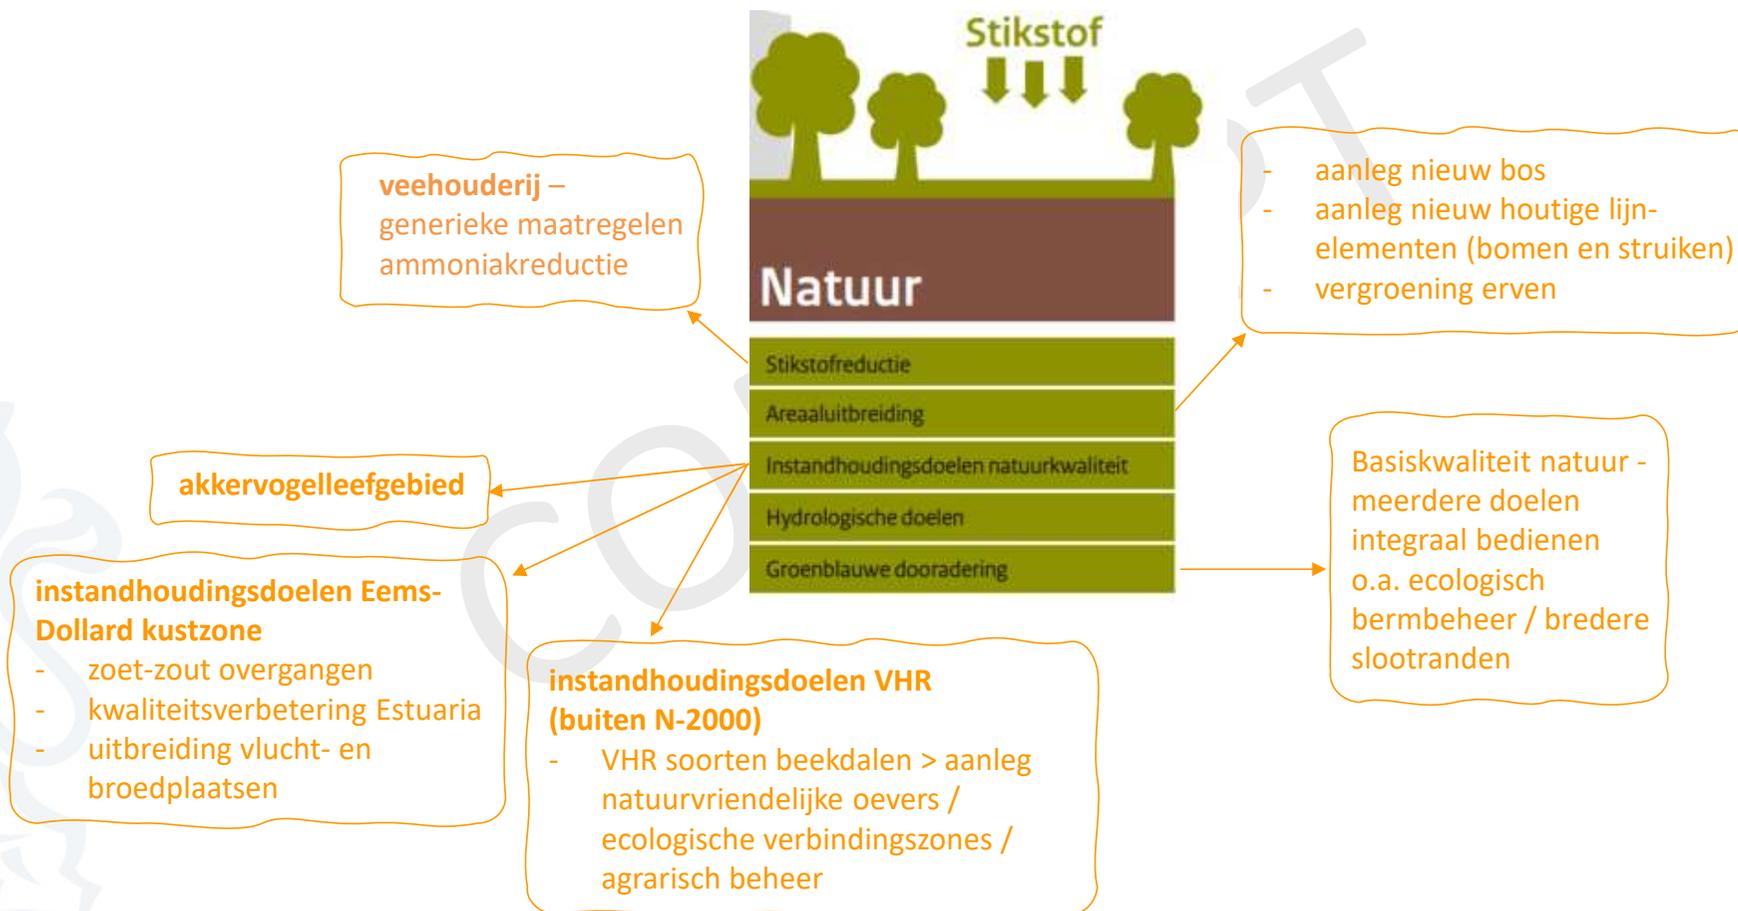 Stikstof
Natuur
Stikstofreductie
Areaaluitbreiding
Instandhoudingsdoelen natuurkwaliteit
Hydrologische doelen
Groenblauwe dooradering
veehouderij –
generieke maatregelen
ammoniakreductie
- aanleg nieuw bos
- aanleg nieuw houtige lijn-
elementen (bomen en struiken)
- vergroening erven
akkervogelleefgebied
instandhoudingsdoelen Eems-
Dollard kustzone
- zoet-zout overgangen
- kwaliteitsverbetering Estuaria
- uitbreiding vlucht- en
broedplaatsen
instandhoudingsdoelen VHR
(buiten N-2000)
- VHR soorten beekdalen > aanleg
natuurvriendelijke oevers /
ecologische verbindingszones /
agrarisch beheer
Basiskwaliteit natuur -
meerdere doelen
integraal bedienen
o.a. ecologisch
bermbeheer / bredere
slootranden